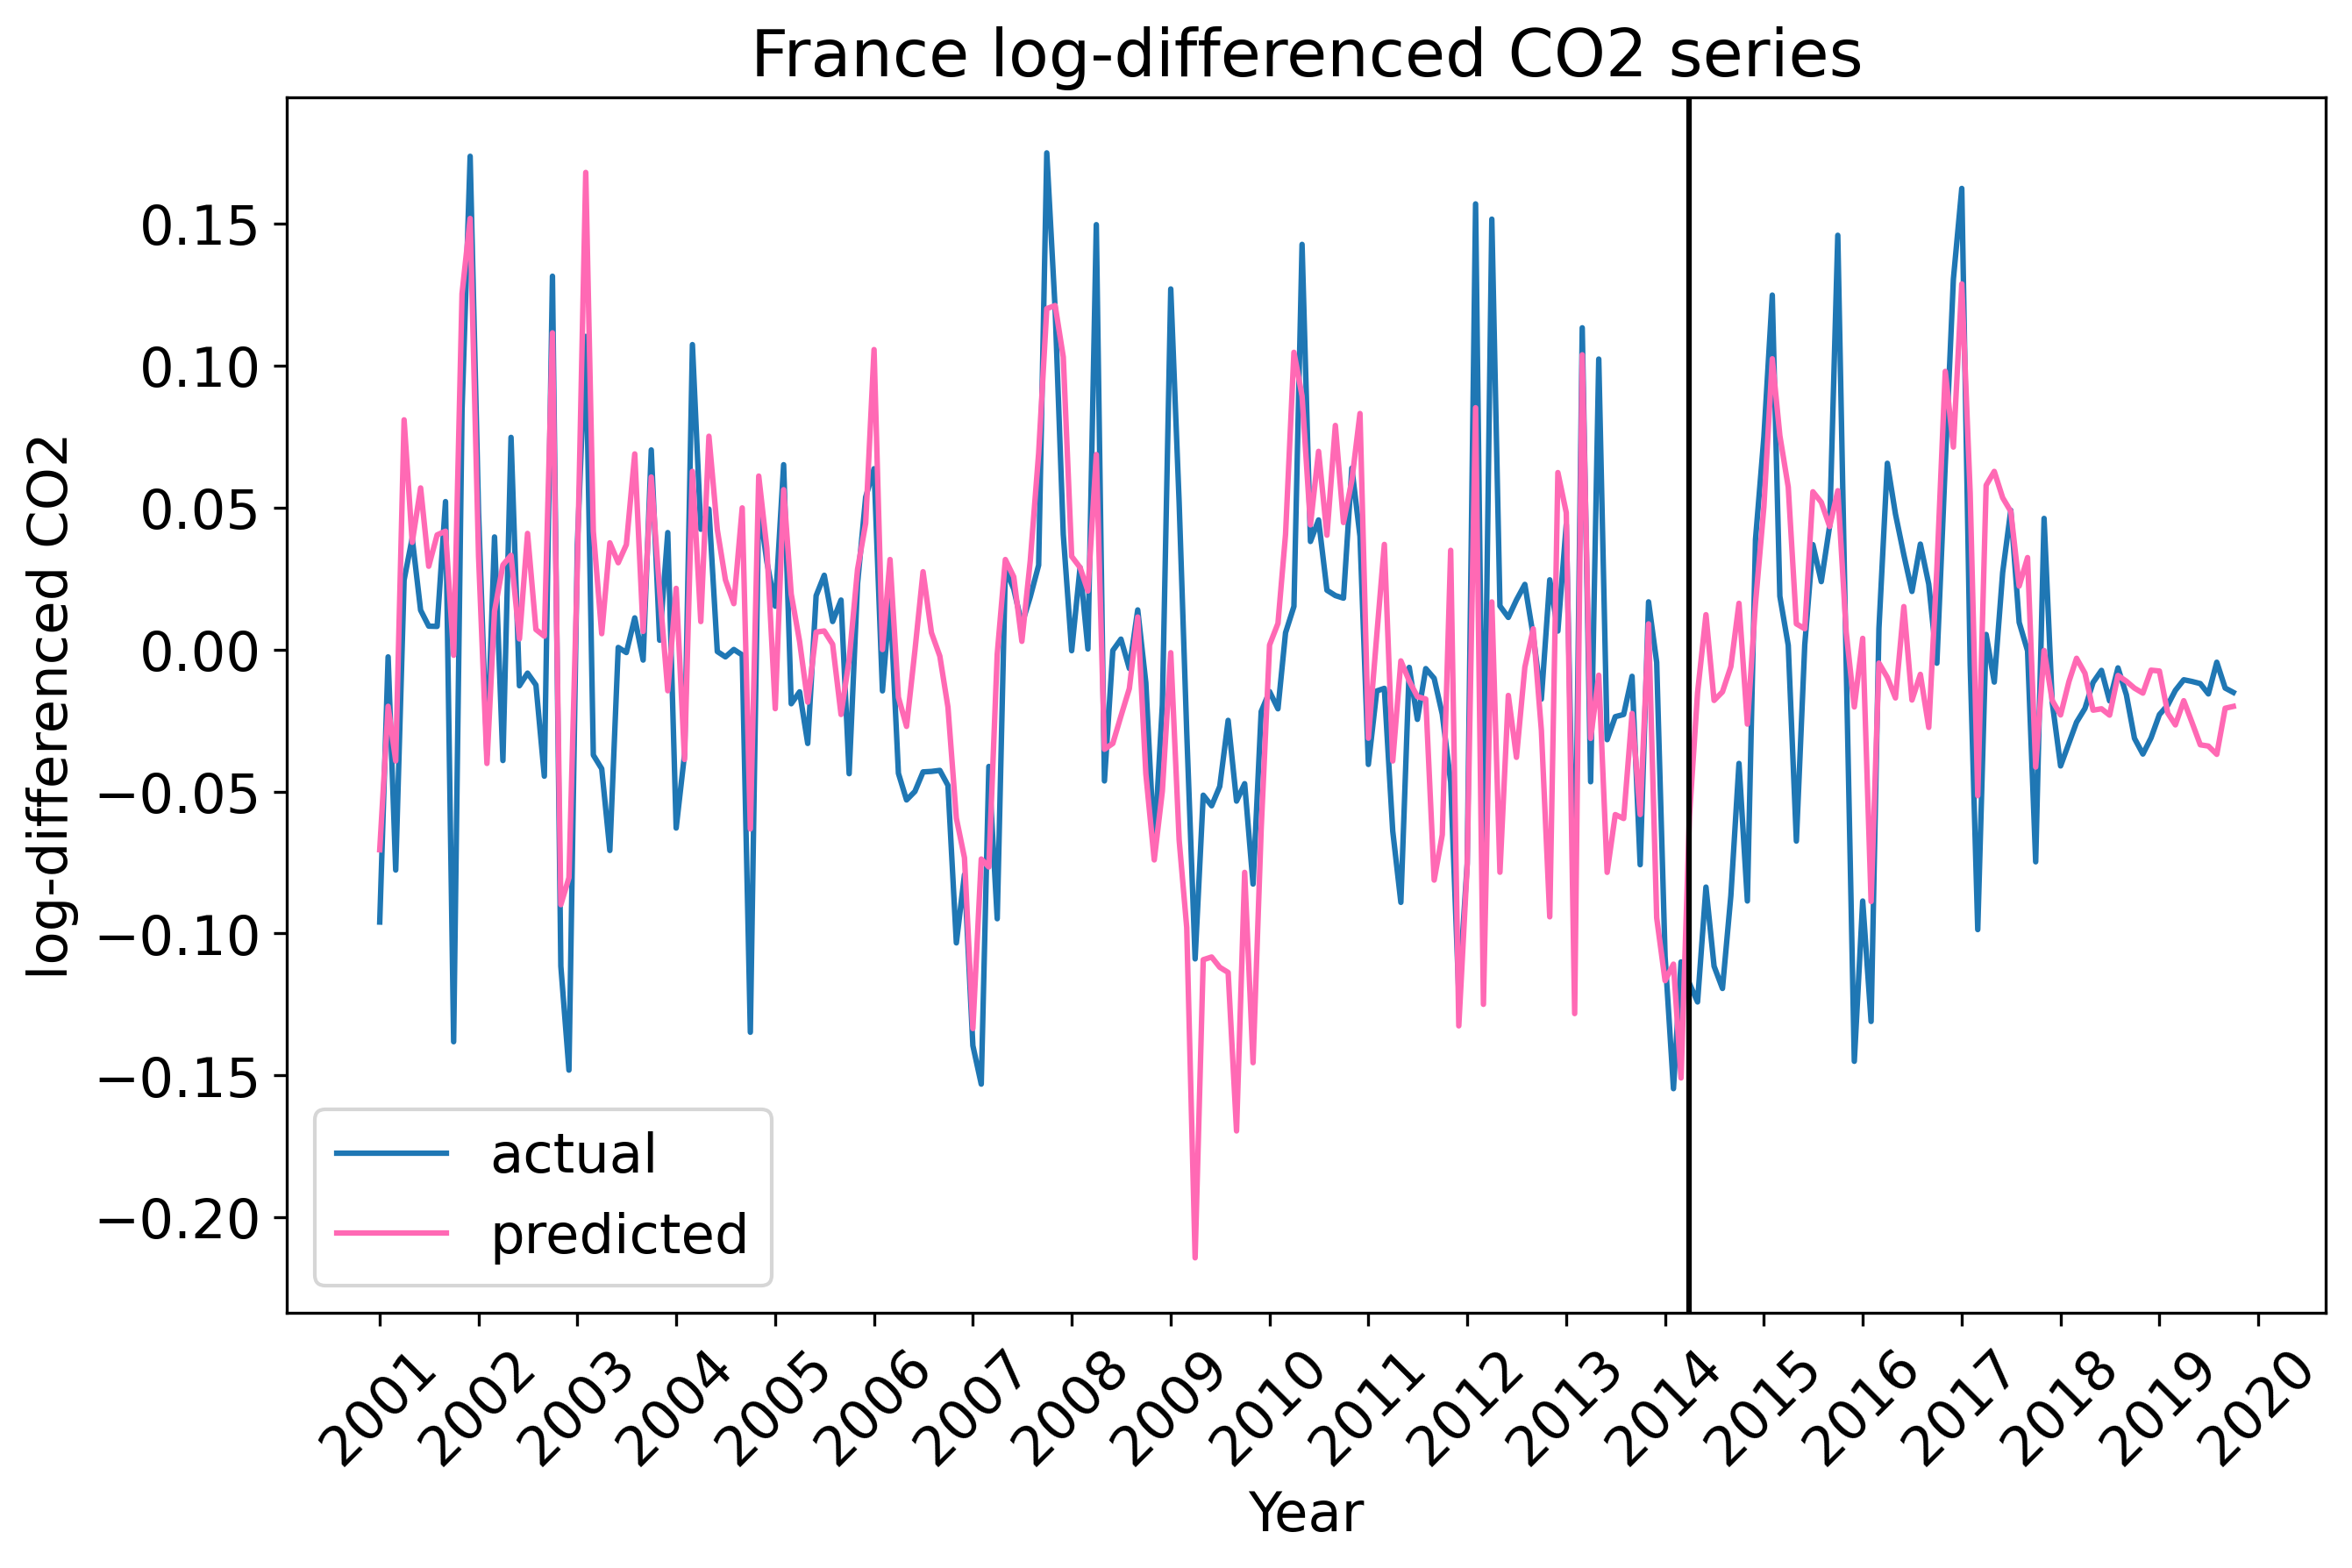 France log-differenced CO2 series
log-differenced CO2
0.15
0.10
0.05
0.00
−0.05
−0.10
−0.15
−0.20
actual
predicted
2001 2002 2003 2004 2005 2006 2007 2008 2009 2010 2011 2012 2013 2014 2015 2016 2017 2018 2019 2020
Year